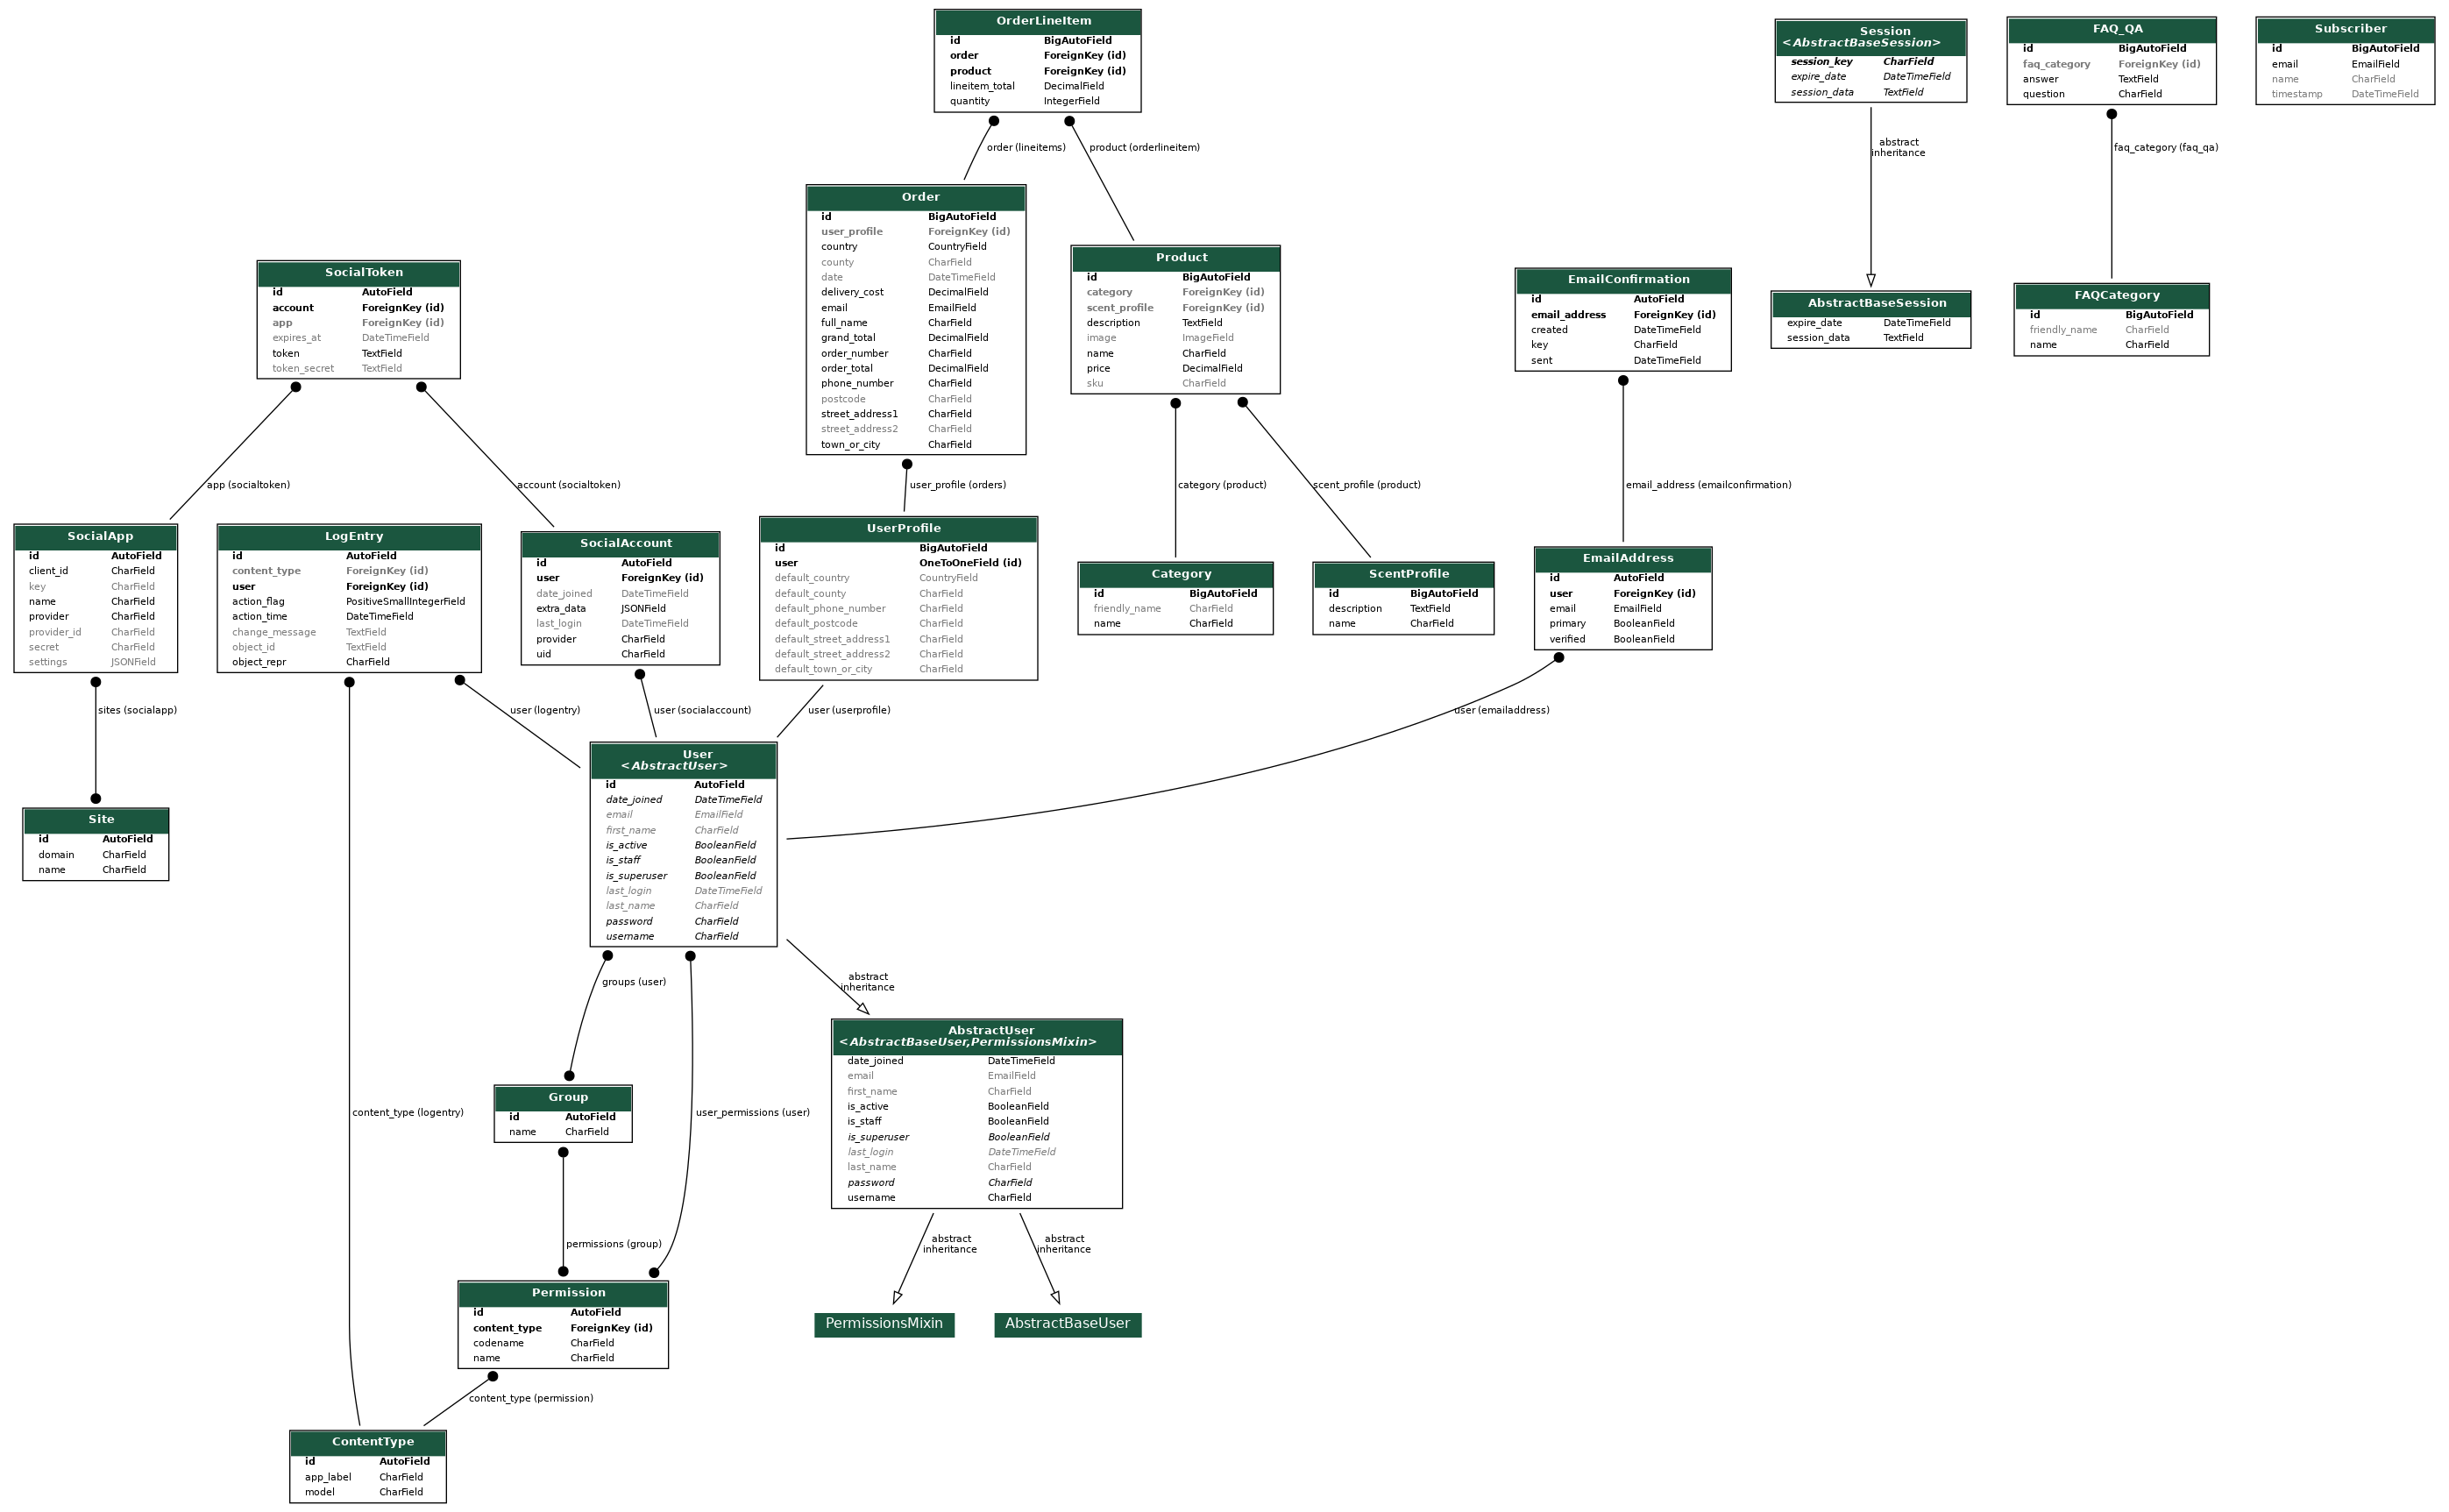 OrderLineItem
id BigAutoField
order ForeignKey (id)
product ForeignKey (id)
lineitem_total DecimalField
quantity IntegerField
Session
<AbstractBaseSession>
session_key CharField
expire_date DateTimeField
session_data TextField
FAQ_QA
id BigAutoField
faq_category ForeignKey (id)
answer TextField
question CharField
Subscriber
id BigAutoField
email EmailField
name CharField
timestamp DateTimeField
order (lineitems)
product (orderlineitem)
abstract
inheritance
faq_category (faq_qa)
Order
id BigAutoField
user_profile ForeignKey (id)
country CountryField
county CharField
date DateTimeField
delivery_cost DecimalField
email EmailField
full_name CharField
grand_total DecimalField
order_number CharField
order_total DecimalField
phone_number CharField
postcode CharField
street_address1 CharField
street_address2 CharField
town_or_city CharField
Product
id BigAutoField
category ForeignKey (id)
scent_profile ForeignKey (id)
description TextField
image ImageField
name CharField
price DecimalField
sku CharField
SocialToken
id AutoField
account ForeignKey (id)
app ForeignKey (id)
expires_at DateTimeField
token TextField
token_secret TextField
EmailConfirmation
id AutoField
email_address ForeignKey (id)
created DateTimeField
key CharField
sent DateTimeField
AbstractBaseSession
expire_date DateTimeField
session_data TextField
FAQCategory
id BigAutoField
friendly_name CharField
name CharField
app (socialtoken)
account (socialtoken)
user_profile (orders)
category (product)
scent_profile (product)
email_address (emailconfirmation)
SocialApp
id AutoField
client_id CharField
key CharField
name CharField
provider CharField
provider_id CharField
secret CharField
settings JSONField
LogEntry
id AutoField
content_type ForeignKey (id)
user ForeignKey (id)
action_flag PositiveSmallIntegerField
action_time DateTimeField
change_message TextField
object_id TextField
object_repr CharField
SocialAccount
id AutoField
user ForeignKey (id)
date_joined DateTimeField
extra_data JSONField
last_login DateTimeField
provider CharField
uid CharField
UserProfile
id BigAutoField
user OneToOneField (id)
default_country CountryField
default_county CharField
default_phone_number CharField
default_postcode CharField
default_street_address1 CharField
default_street_address2 CharField
default_town_or_city CharField
Category
id BigAutoField
friendly_name CharField
name CharField
ScentProfile
id BigAutoField
description TextField
name CharField
EmailAddress
id AutoField
user ForeignKey (id)
email EmailField
primary BooleanField
verified BooleanField
sites (socialapp)
user (logentry)
user (socialaccount)
user (userprofile)
user (emailaddress)
User
<AbstractUser>
id AutoField
date_joined DateTimeField
email EmailField
first_name CharField
is_active BooleanField
is_staff BooleanField
is_superuser BooleanField
last_login DateTimeField
last_name CharField
password CharField
username CharField
Site
id AutoField
domain CharField
name CharField
groups (user)
abstract
inheritance
AbstractUser
<AbstractBaseUser,PermissionsMixin>
date_joined DateTimeField
email EmailField
first_name CharField
is_active BooleanField
is_staff BooleanField
is_superuser BooleanField
last_login DateTimeField
last_name CharField
password CharField
username CharField
Group
id AutoField
name CharField
content_type (logentry)
user_permissions (user)
permissions (group)
abstract
inheritance
abstract
inheritance
Permission
id AutoField
content_type ForeignKey (id)
codename CharField
name CharField
PermissionsMixin
AbstractBaseUser
content_type (permission)
ContentType
id AutoField
app_label CharField
model CharField